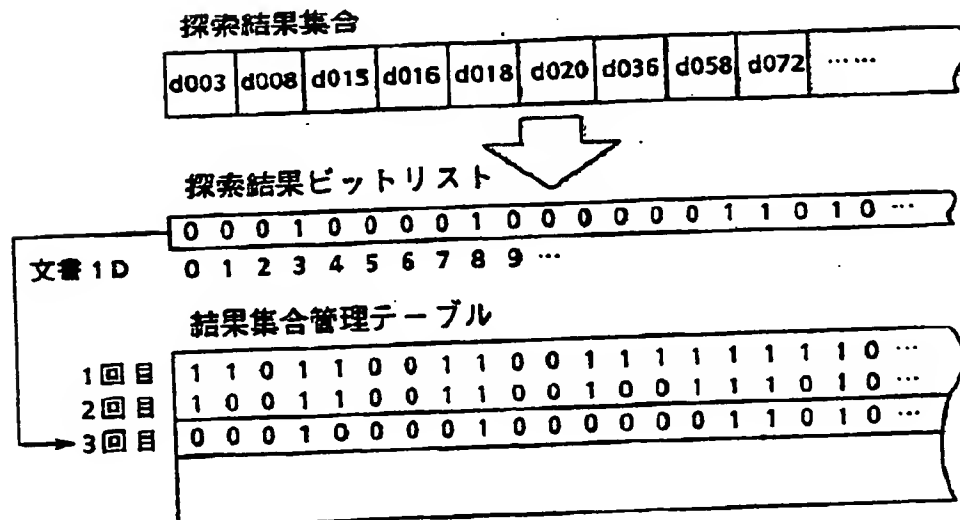 探索結果集合
d003 d008 d015 d016 d018 d020 d036 d058 d072 ……
探索結果ビットリスト
0 0 0 1 0 0 0 0 1 0 0 0 0 0 0 1 1 0 1 0 …
文書1D 0 1 2 3 4 5 6 7 8 9 …
結果集合管理テーブル
1回目 1 1 0 1 1 0 0 1 1 0 0 1 1 1 1 1 1 1 1 0 …
2回目 1 0 0 1 1 0 0 1 1 0 0 1 0 0 1 1 1 0 1 0 …
3回目 0 0 0 1 0 0 0 0 1 0 0 0 0 0 0 1 1 0 1 0 …